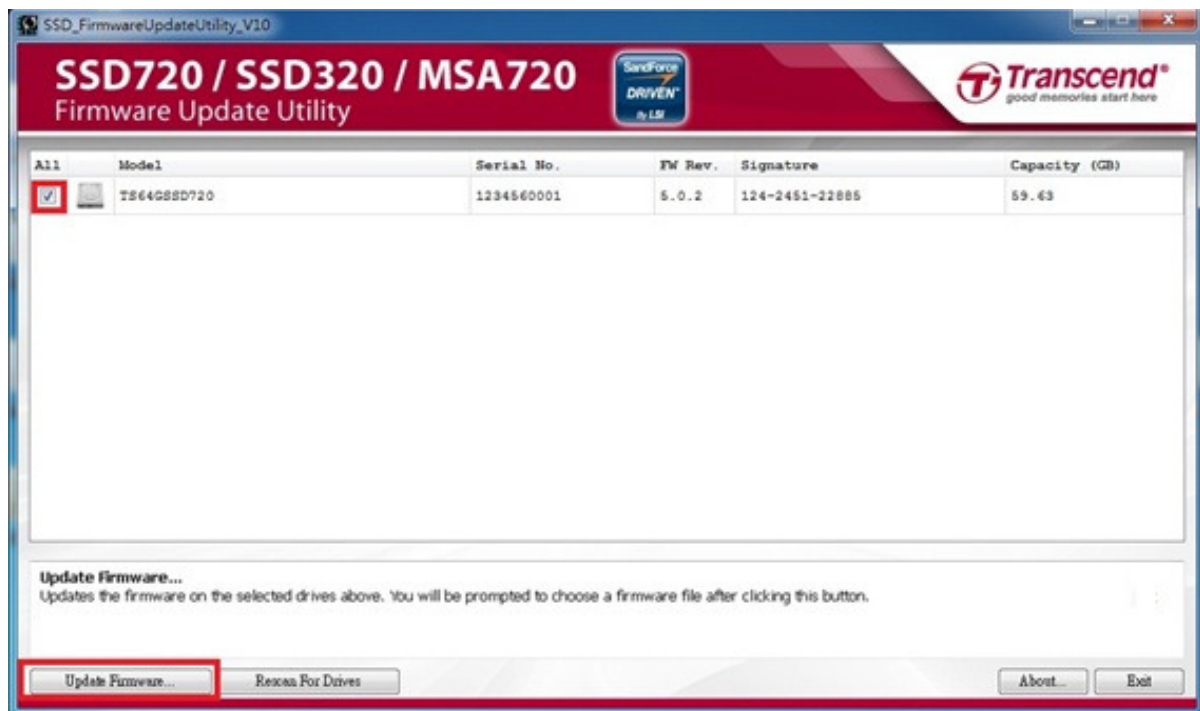 SSD_FirmwareUpdateUtility_V10
SSD720 / SSD320 / MSA720
Firmware Update Utility
SandForce
DRIVEN™
By LSI
Transcend®
good memories start here
All Model Serial No. FW Rev. Signature Capacity (GB)
TS64GSSD720 1234560001 5.0.2 124-2451-22885 59.63
Update Firmware...
Updates the firmware on the selected drives above. You will be prompted to choose a firmware file after clicking this button.
Update Firmware... Rescan For Drives About... Exit